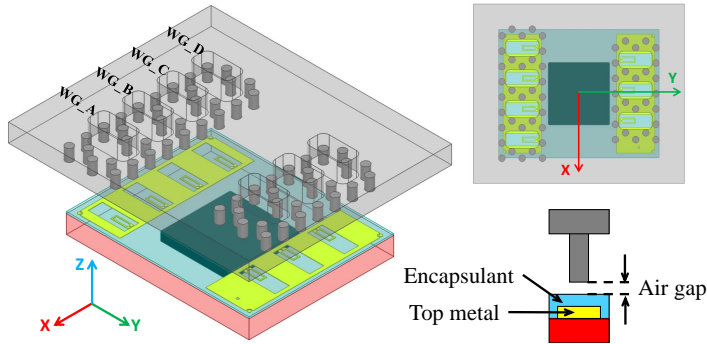 WG_D
WG_C
WG_B
WG_A
Y
X
Z
X
Y
Encapsulant
Top metal
Air gap